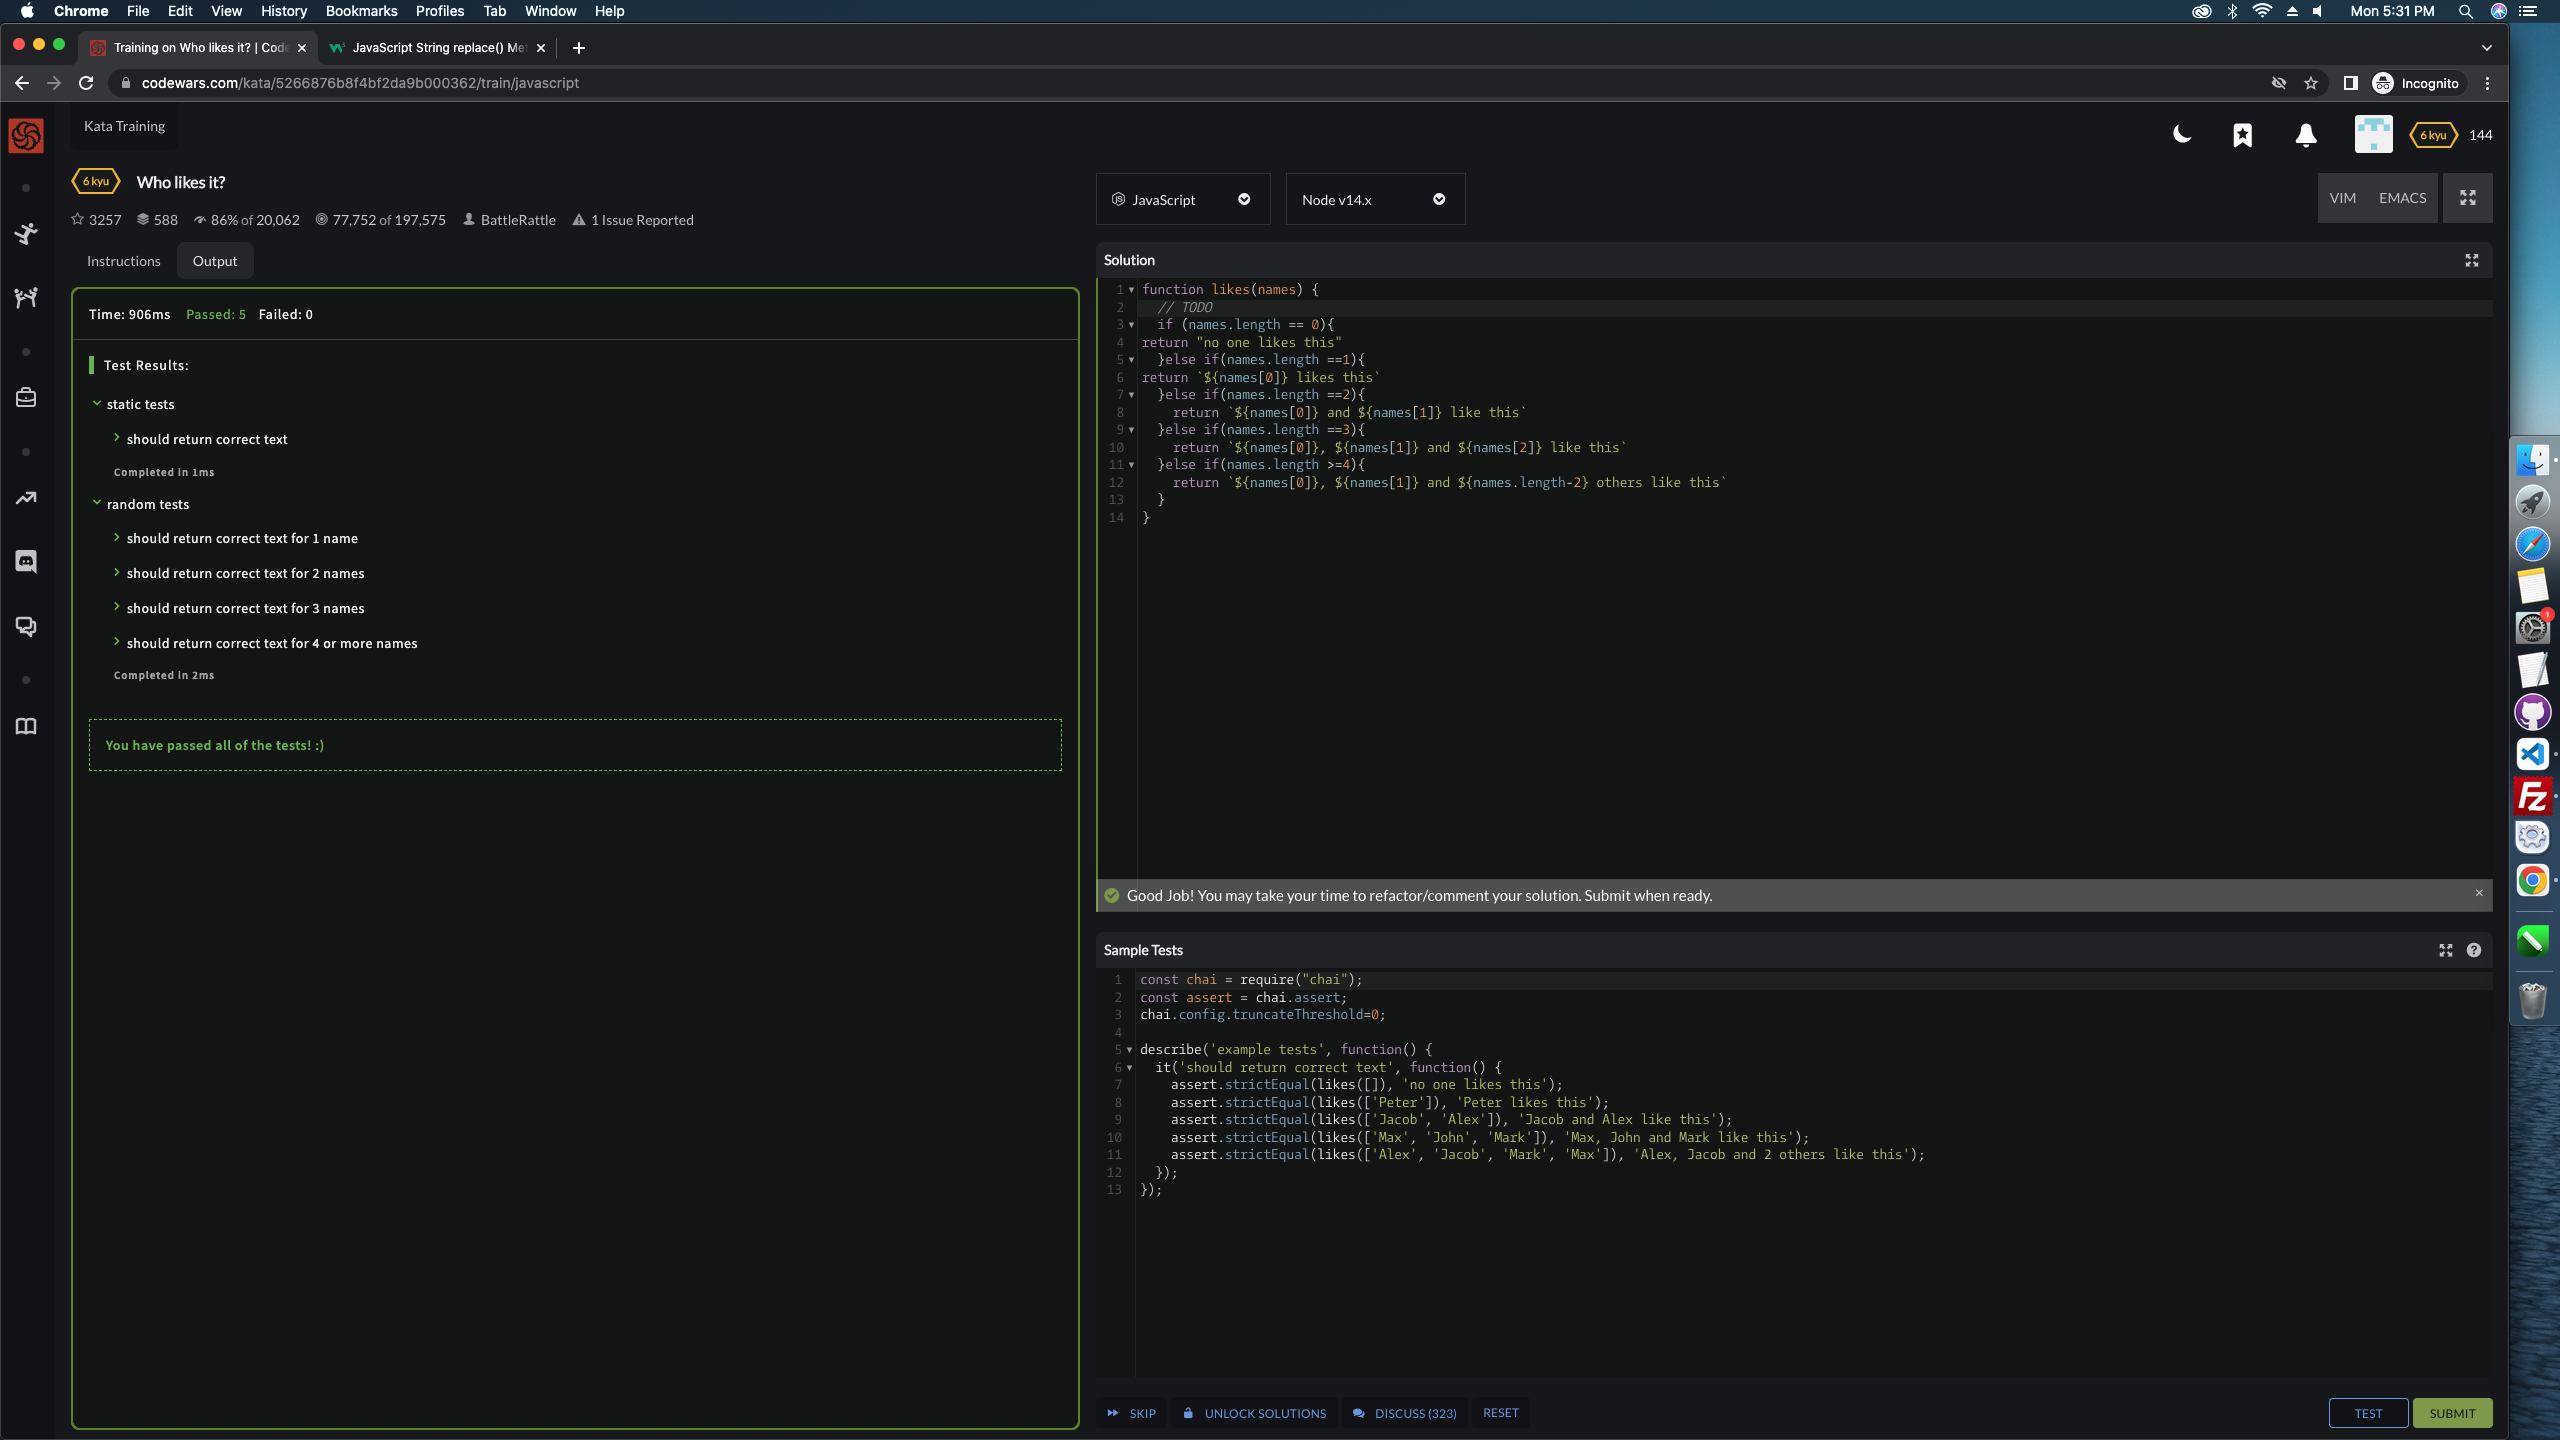 Chrome File Edit View History Bookmarks Profiles Tab Window Help Mon 5:31 PM
Training on Who likes it? | Code JavaScript String replace() Me
codewars.com/kata/5266876b8f4bf2da9b000362/train/javascript Incognito
Kata Training
6 kyu 144
6 kyu Who likes it?
3257 588 86% of 20,062 77,752 of 197,575 BattleRattle 1 Issue Reported
JavaScript Node v14.x VIM EMACS
Instructions Output
Time: 906ms Passed: 5 Failed: 0
Test Results:
static tests
should return correct text
Completed in 1ms
random tests
should return correct text for 1 name
should return correct text for 2 names
should return correct text for 3 names
should return correct text for 4 or more names
Completed in 2ms
You have passed all of the tests! :)
Solution
1 function likes(names) {
2 // TODO
3 if (names.length == 0){
4 return "no one likes this"
5 }else if(names.length ==1){
6 return `${names[0]} likes this`
7 }else if(names.length ==2){
8 return `${names[0]} and ${names[1]} like this`
9 }else if(names.length ==3){
10 return `${names[0]}, ${names[1]} and ${names[2]} like this`
11 }else if(names.length >=4){
12 return `${names[0]}, ${names[1]} and ${names.length-2} others like this`
13 }
14 }
Good Job! You may take your time to refactor/comment your solution. Submit when ready.
Sample Tests
1 const chai = require("chai");
2 const assert = chai.assert;
3 chai.config.truncateThreshold=0;
4
5 describe('example tests', function() {
6 it('should return correct text', function() {
7 assert.strictEqual(likes([]), 'no one likes this');
8 assert.strictEqual(likes(['Peter']), 'Peter likes this');
9 assert.strictEqual(likes(['Jacob', 'Alex']), 'Jacob and Alex like this');
10 assert.strictEqual(likes(['Max', 'John', 'Mark']), 'Max, John and Mark like this');
11 assert.strictEqual(likes(['Alex', 'Jacob', 'Mark', 'Max']), 'Alex, Jacob and 2 others like this');
12 });
13 });
SKIP UNLOCK SOLUTIONS DISCUSS (323) RESET TEST SUBMIT
1
Fz